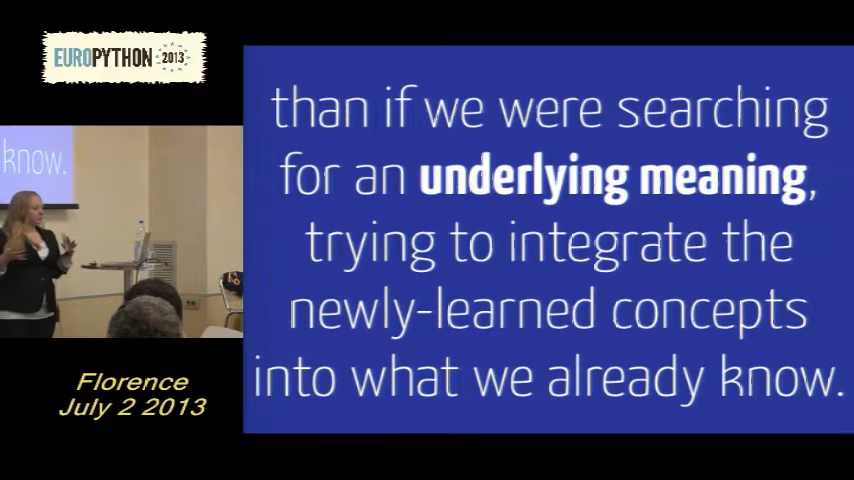 EUROPYTHON 2013
know.
Florence
July 2 2013
than if we were searching
for an underlying meaning,
trying to integrate the
newly-learned concepts
into what we already know.